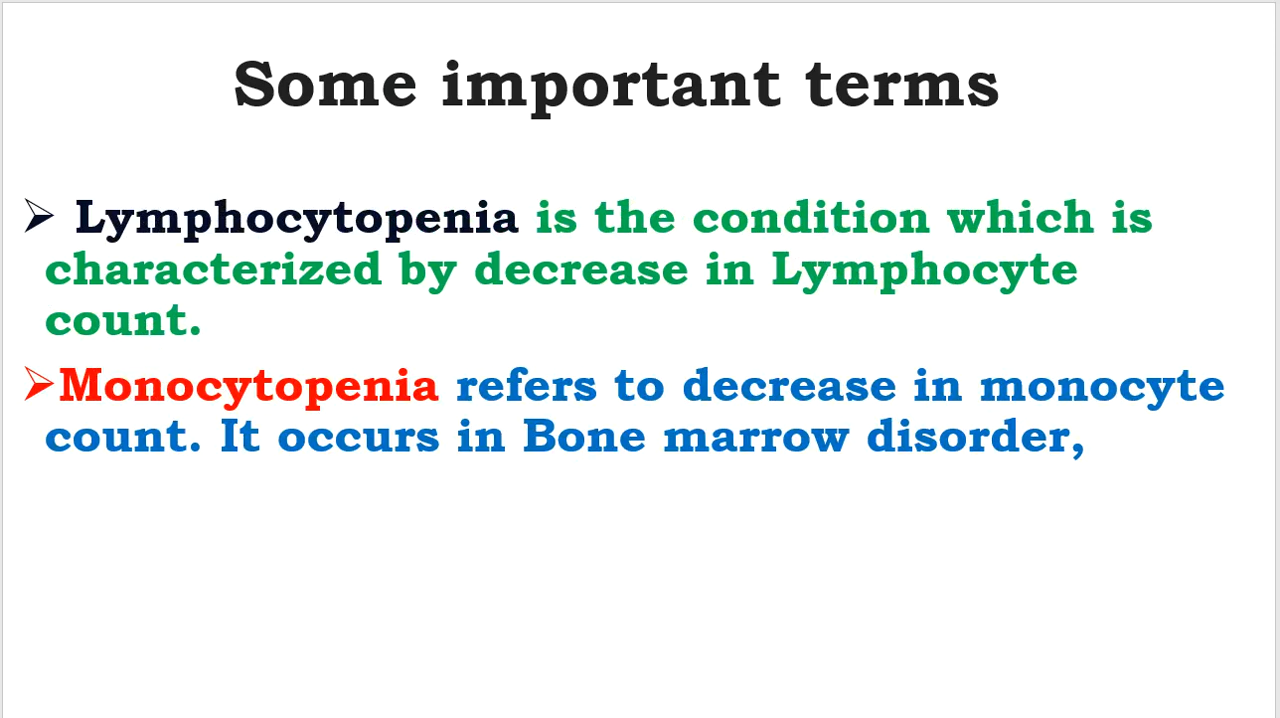 Some important terms
➢ Lymphocytopenia is the condition which is
characterized by decrease in Lymphocyte
count.
➢Monocytopenia refers to decrease in monocyte
count. It occurs in Bone marrow disorder,